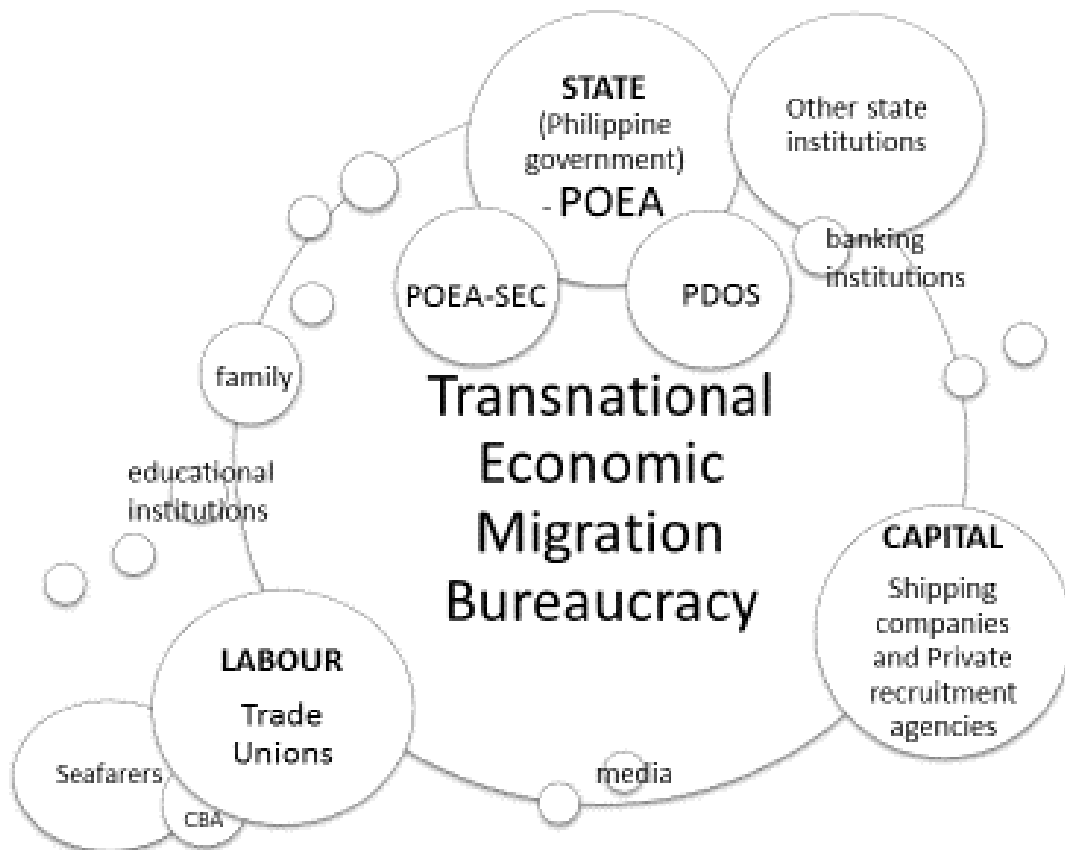 STATE
(Philippine
government)
- POEA
Other state
institutions
banking
institutions
POEA-SEC
PDOS
family
Transnational
Economic
Migration
Bureaucracy
educational
institutions
CAPITAL
Shipping
companies
and Private
recruitment
agencies
LABOUR
Trade
Unions
Seafarers
CBA
media